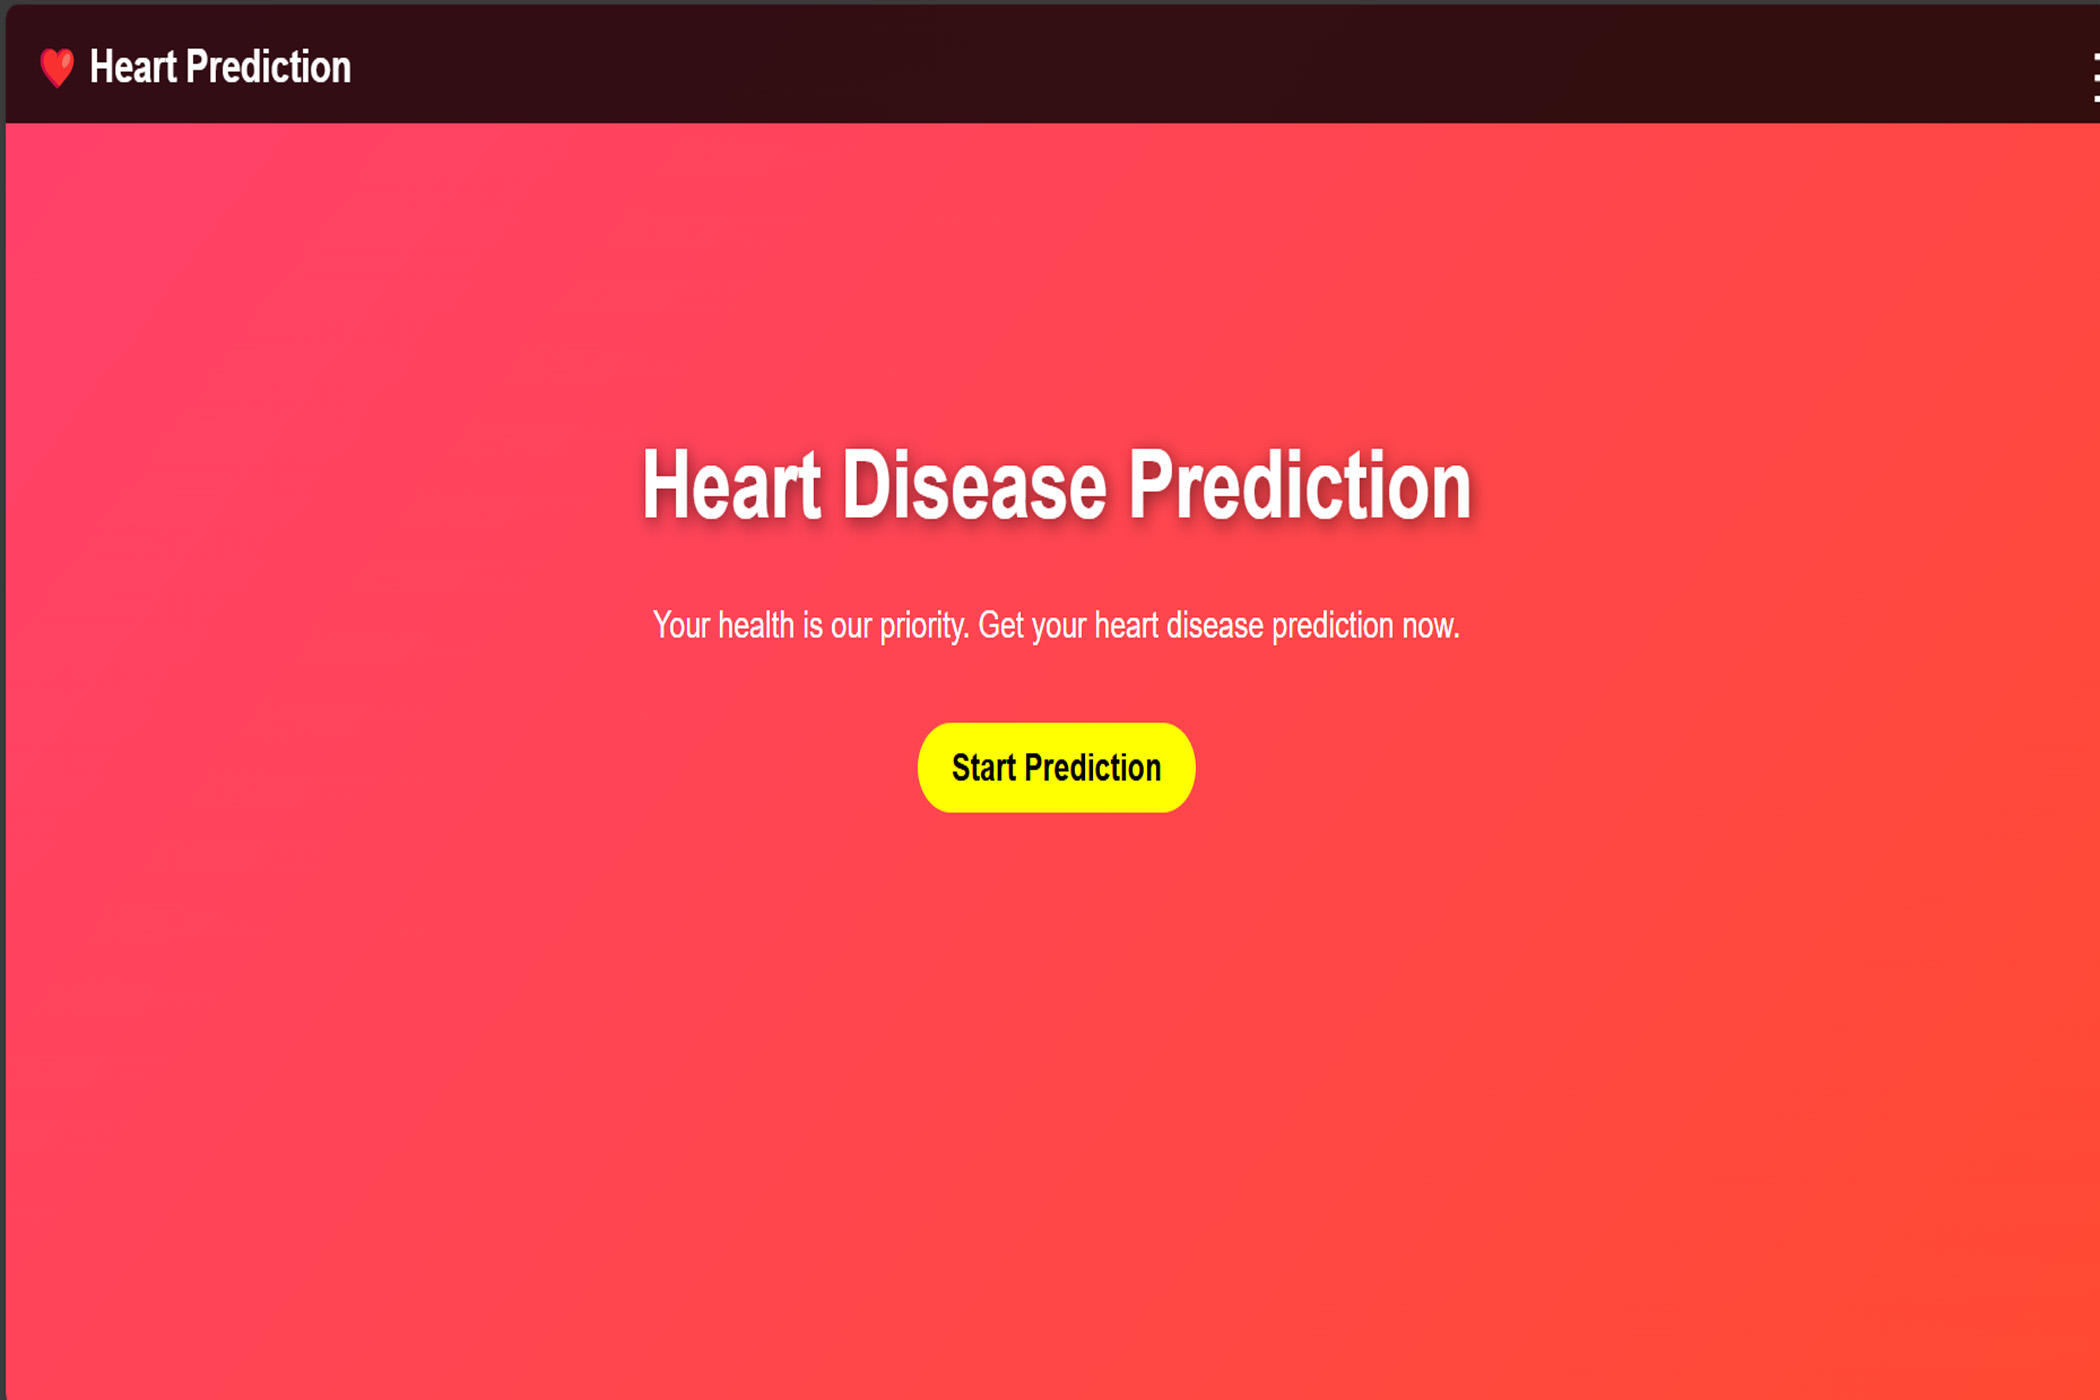 Heart Prediction
Heart Disease Prediction
Your health is our priority. Get your heart disease prediction now.
Start Prediction